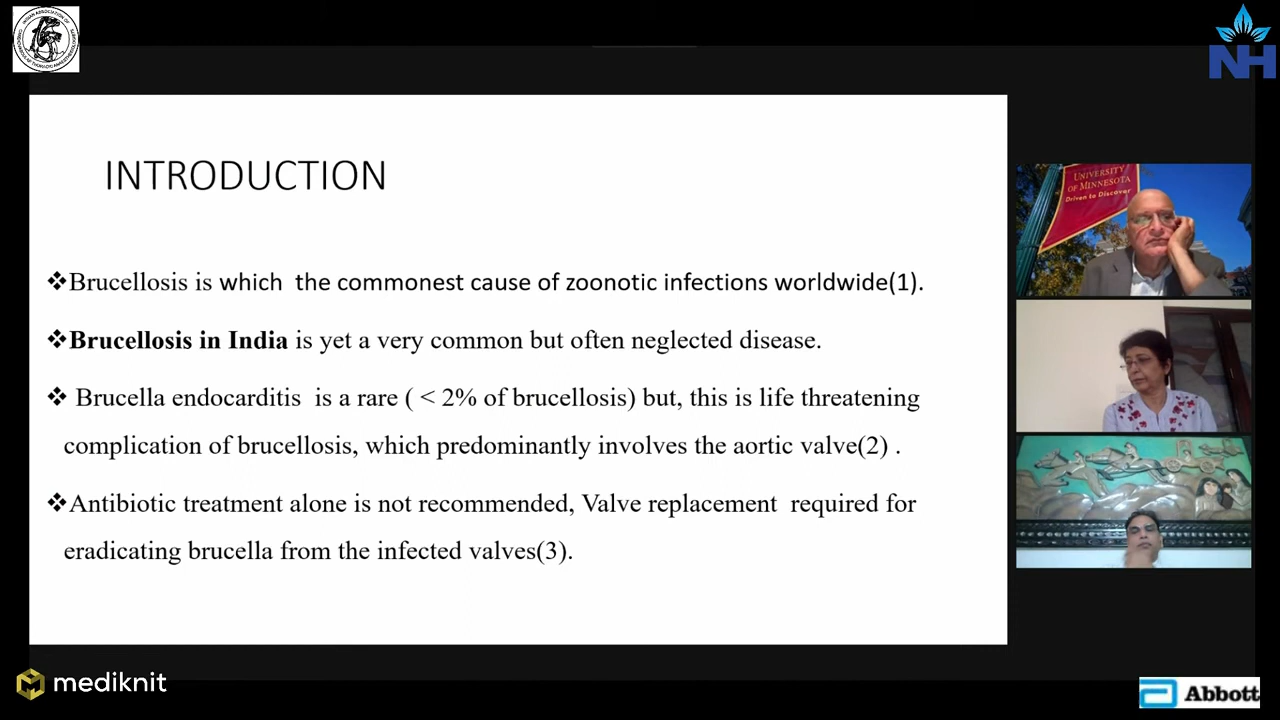 NH
INTRODUCTION
❖Brucellosis is which the commonest cause of zoonotic infections worldwide(1).
❖Brucellosis in India is yet a very common but often neglected disease.
❖ Brucella endocarditis is a rare ( < 2% of brucellosis) but, this is life threatening
complication of brucellosis, which predominantly involves the aortic valve(2) .
❖Antibiotic treatment alone is not recommended, Valve replacement required for
eradicating brucella from the infected valves(3).
UNIVERSITY
OF MINNESOTA
Driven to Discover
mediknit
Abbott